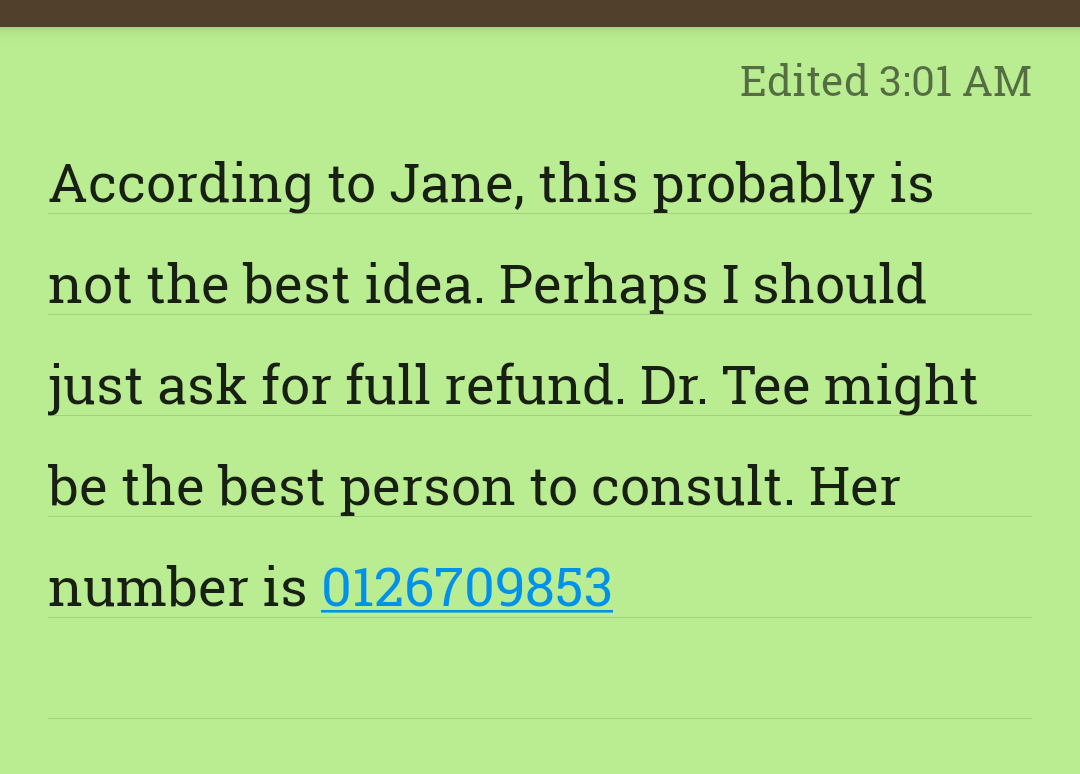 Edited 3:01 AM
According to Jane, this probably is
not the best idea. Perhaps I should
just ask for full refund. Dr. Tee might
be the best person to consult. Her
number is 0126709853